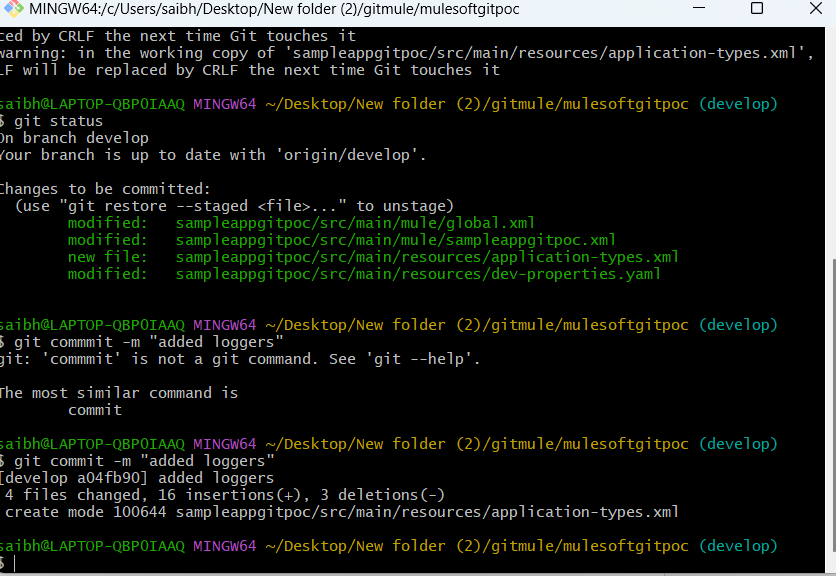 MINGW64:/c/Users/saibh/Desktop/New folder (2)/gitmule/mulesoftgitpoc
ced by CRLF the next time Git touches it
warning: in the working copy of 'sampleappgitpoc/src/main/resources/application-types.xml',
LF will be replaced by CRLF the next time Git touches it
saibh@LAPTOP-QBP0IAAQ MINGW64 ~/Desktop/New folder (2)/gitmule/mulesoftgitpoc (develop)
$ git status
On branch develop
Your branch is up to date with 'origin/develop'.
Changes to be committed:
(use "git restore --staged <file>..." to unstage)
modified: sampleappgitpoc/src/main/mule/global.xml
modified: sampleappgitpoc/src/main/mule/sampleappgitpoc.xml
new file: sampleappgitpoc/src/main/resources/application-types.xml
modified: sampleappgitpoc/src/main/resources/dev-properties.yaml
saibh@LAPTOP-QBP0IAAQ MINGW64 ~/Desktop/New folder (2)/gitmule/mulesoftgitpoc (develop)
$ git commmit -m "added loggers"
git: 'commmit' is not a git command. See 'git --help'.
The most similar command is
commit
saibh@LAPTOP-QBP0IAAQ MINGW64 ~/Desktop/New folder (2)/gitmule/mulesoftgitpoc (develop)
$ git commit -m "added loggers"
[develop a04fb90] added loggers
4 files changed, 16 insertions(+), 3 deletions(-)
create mode 100644 sampleappgitpoc/src/main/resources/application-types.xml
saibh@LAPTOP-QBP0IAAQ MINGW64 ~/Desktop/New folder (2)/gitmule/mulesoftgitpoc (develop)
$